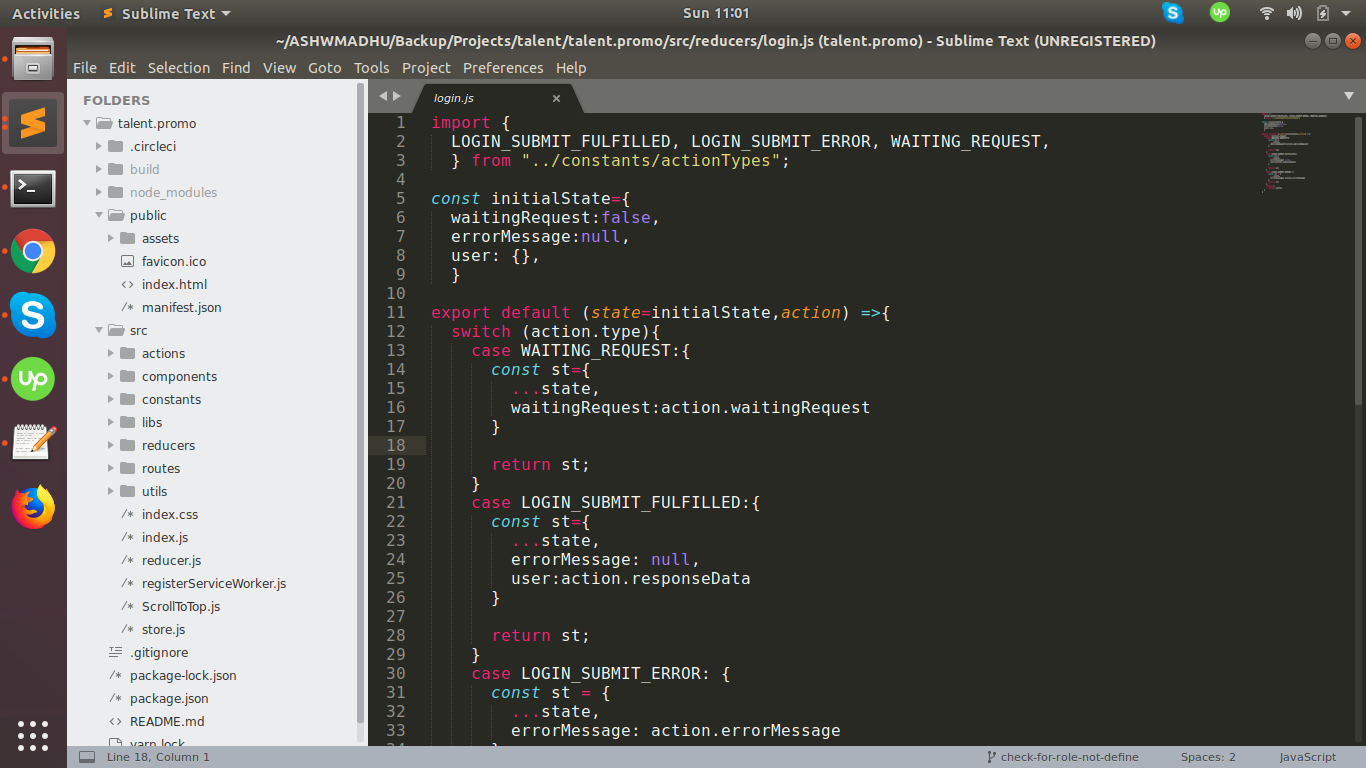 Activities
Sublime Text
Sun 11:01
~/ASHWMADHU/Backup/Projects/talent/talent.promo/src/reducers/login.js (talent.promo) - Sublime Text (UNREGISTERED)
File Edit Selection Find View Goto Tools Project Preferences Help
FOLDERS
talent.promo
.circleci
build
node_modules
public
assets
favicon.ico
index.html
manifest.json
src
actions
components
constants
libs
reducers
routes
utils
index.css
index.js
reducer.js
registerServiceWorker.js
ScrollToTop.js
store.js
.gitignore
package-lock.json
package.json
README.md
yarn.lock
login.js
1 import {
2   LOGIN_SUBMIT_FULFILLED, LOGIN_SUBMIT_ERROR, WAITING_REQUEST,
3   } from "../constants/actionTypes";
4
5 const initialState={
6   waitingRequest:false,
7   errorMessage:null,
8   user: {},
9   }
10
11 export default (state=initialState,action) =>{
12   switch (action.type){
13     case WAITING_REQUEST:{
14       const st={
15         ...state,
16         waitingRequest:action.waitingRequest
17       }
18
19       return st;
20     }
21     case LOGIN_SUBMIT_FULFILLED:{
22       const st={
23         ...state,
24         errorMessage: null,
25         user:action.responseData
26       }
27
28       return st;
29     }
30     case LOGIN_SUBMIT_ERROR: {
31       const st = {
32         ...state,
33         errorMessage: action.errorMessage
34       }
Line 18, Column 1
check-for-role-not-define
Spaces: 2
JavaScript